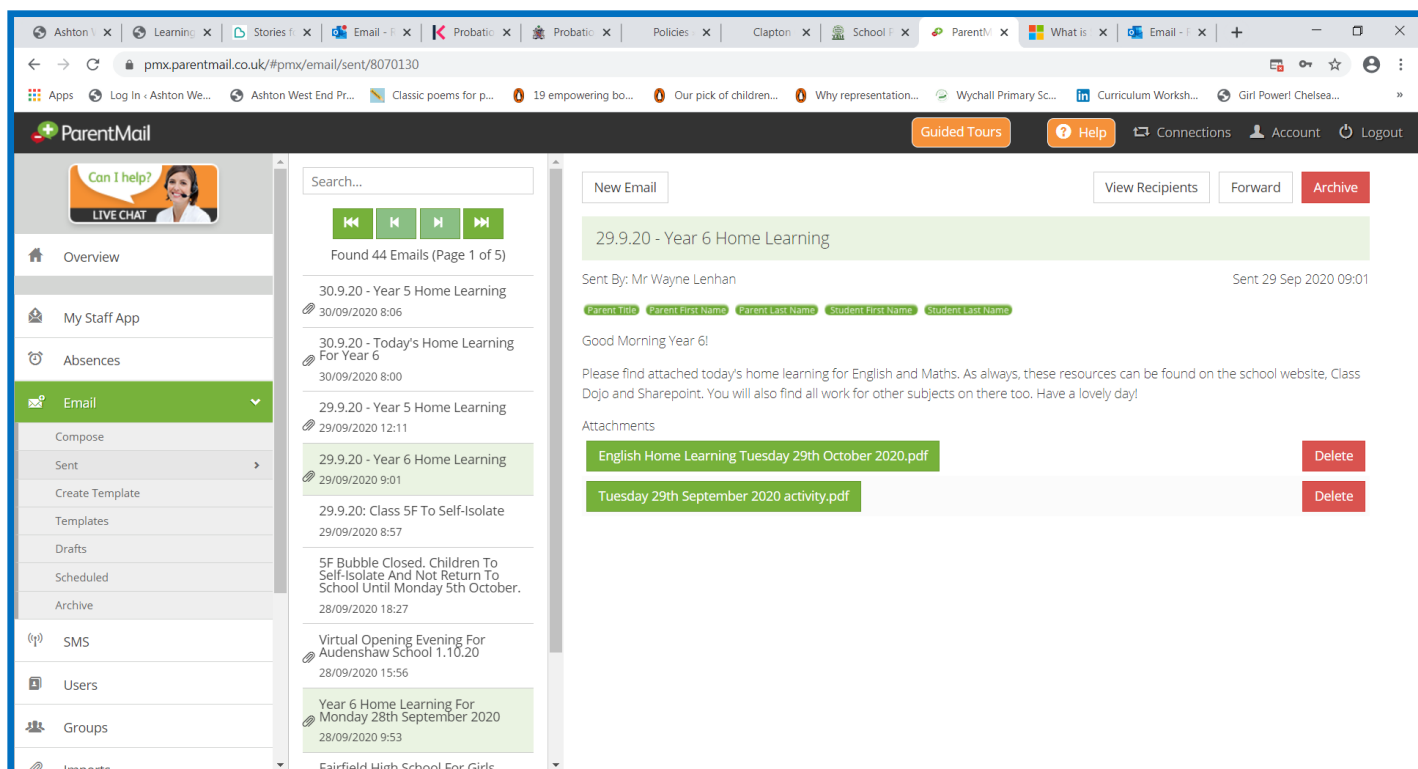 Ashton Learning Stories Email - Probatio Probatio Policies Clapton School ParentM What is Email -
pmx.parentmail.co.uk/#pmx/email/sent/8070130
Apps Log In ‹ Ashton We... Ashton West End Pr... Classic poems for p... 19 empowering bo... Our pick of children... Why representation... Wychall Primary Sc... Curriculum Worksh... Girl Power! Chelsea... »
ParentMail Guided Tours Help Connections Account Logout
Can I help?
LIVE CHAT
Overview
My Staff App
Absences
Email
Compose
Sent
Create Template
Templates
Drafts
Scheduled
Archive
SMS
Users
Groups
Imports
Search...
Found 44 Emails (Page 1 of 5)
30.9.20 - Year 5 Home Learning
30/09/2020 8:06
30.9.20 - Today's Home Learning
For Year 6
30/09/2020 8:00
29.9.20 - Year 5 Home Learning
29/09/2020 12:11
29.9.20 - Year 6 Home Learning
29/09/2020 9:01
29.9.20: Class 5F To Self-Isolate
29/09/2020 8:57
5F Bubble Closed. Children To
Self-Isolate And Not Return To
School Until Monday 5th October.
28/09/2020 18:27
Virtual Opening Evening For
Audenshaw School 1.10.20
28/09/2020 15:56
Year 6 Home Learning For
Monday 28th September 2020
28/09/2020 9:53
Fairfield High School For Girls
New Email View Recipients Forward Archive
29.9.20 - Year 6 Home Learning
Sent By: Mr Wayne Lenhan Sent 29 Sep 2020 09:01
Parent Title Parent First Name Parent Last Name Student First Name Student Last Name
Good Morning Year 6!
Please find attached today's home learning for English and Maths. As always, these resources can be found on the school website, Class
Dojo and Sharepoint. You will also find all work for other subjects on there too. Have a lovely day!
Attachments
English Home Learning Tuesday 29th October 2020.pdf Delete
Tuesday 29th September 2020 activity.pdf Delete